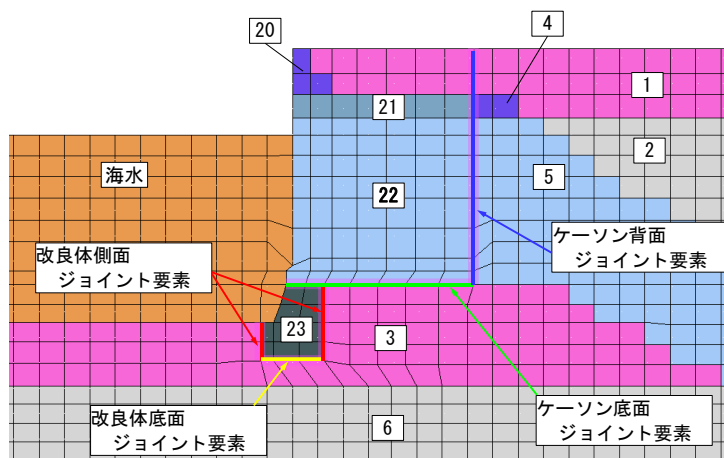 20
4
1
21
2
海水
5
22
改良体側面
ジョイント要素
ケーソン背面
ジョイント要素
23
3
改良体底面
ジョイント要素
6
ケーソン底面
ジョイント要素